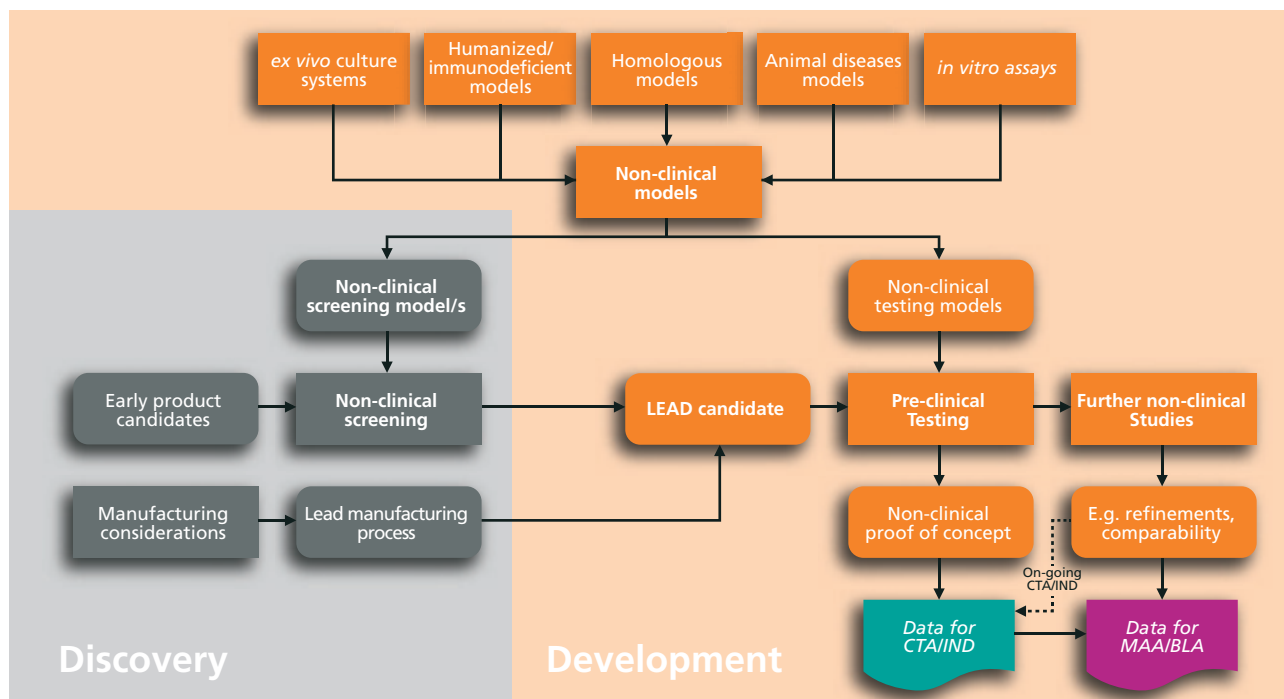 ex vivo culture
systems
Humanized/
immunodeficient
models
Homologous
models
Animal diseases
models
in vitro assays
Non-clinical
models
Non-clinical
screening model/s
Non-clinical
testing models
Early product
candidates
Non-clinical
screening
LEAD candidate
Pre-clinical
Testing
Further non-clinical
Studies
Manufacturing
considerations
Lead manufacturing
process
Non-clinical
proof of concept
E.g. refinements,
comparability
On-going
CTA/IND
Data for
CTA/IND
Data for
MAA/BLA
Discovery
Development